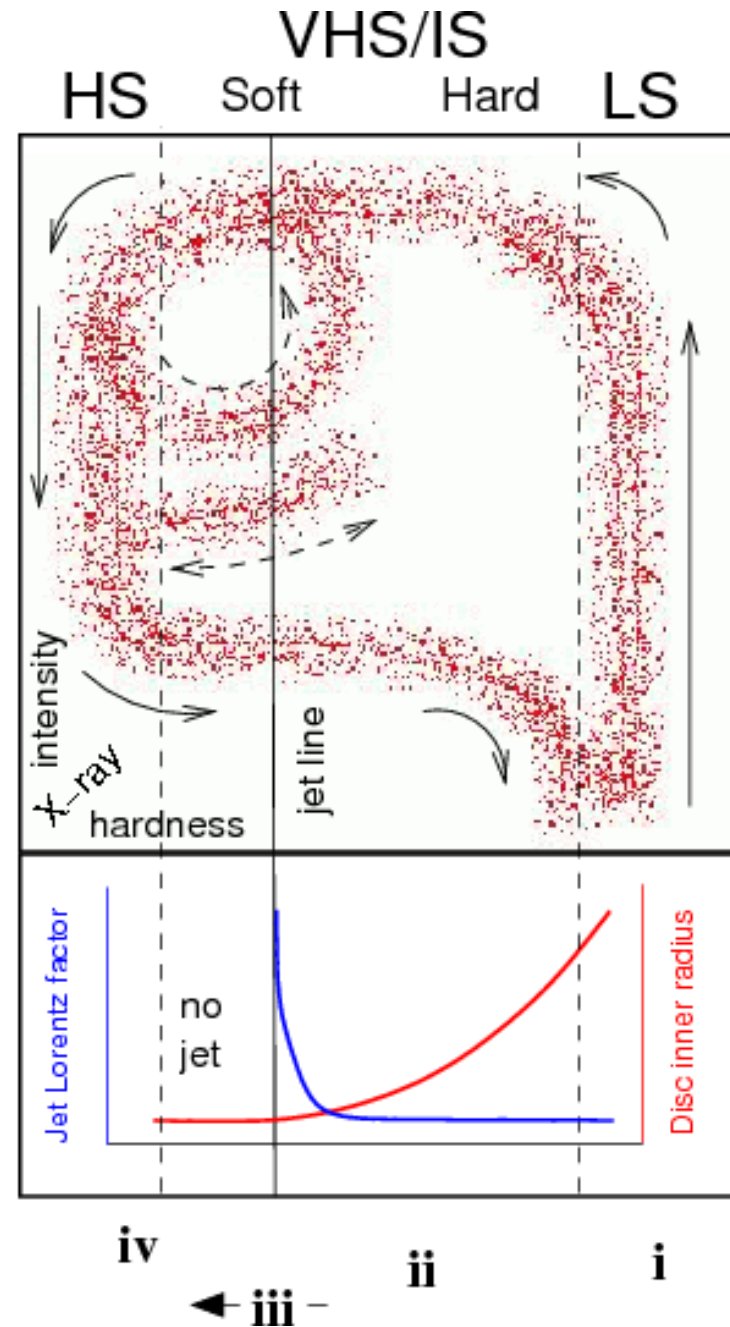 VHS/IS
HS Soft Hard LS
intensity
X-ray
hardness
jet line
Jet Lorentz factor
no
jet
Disc inner radius
iv ii i
iii